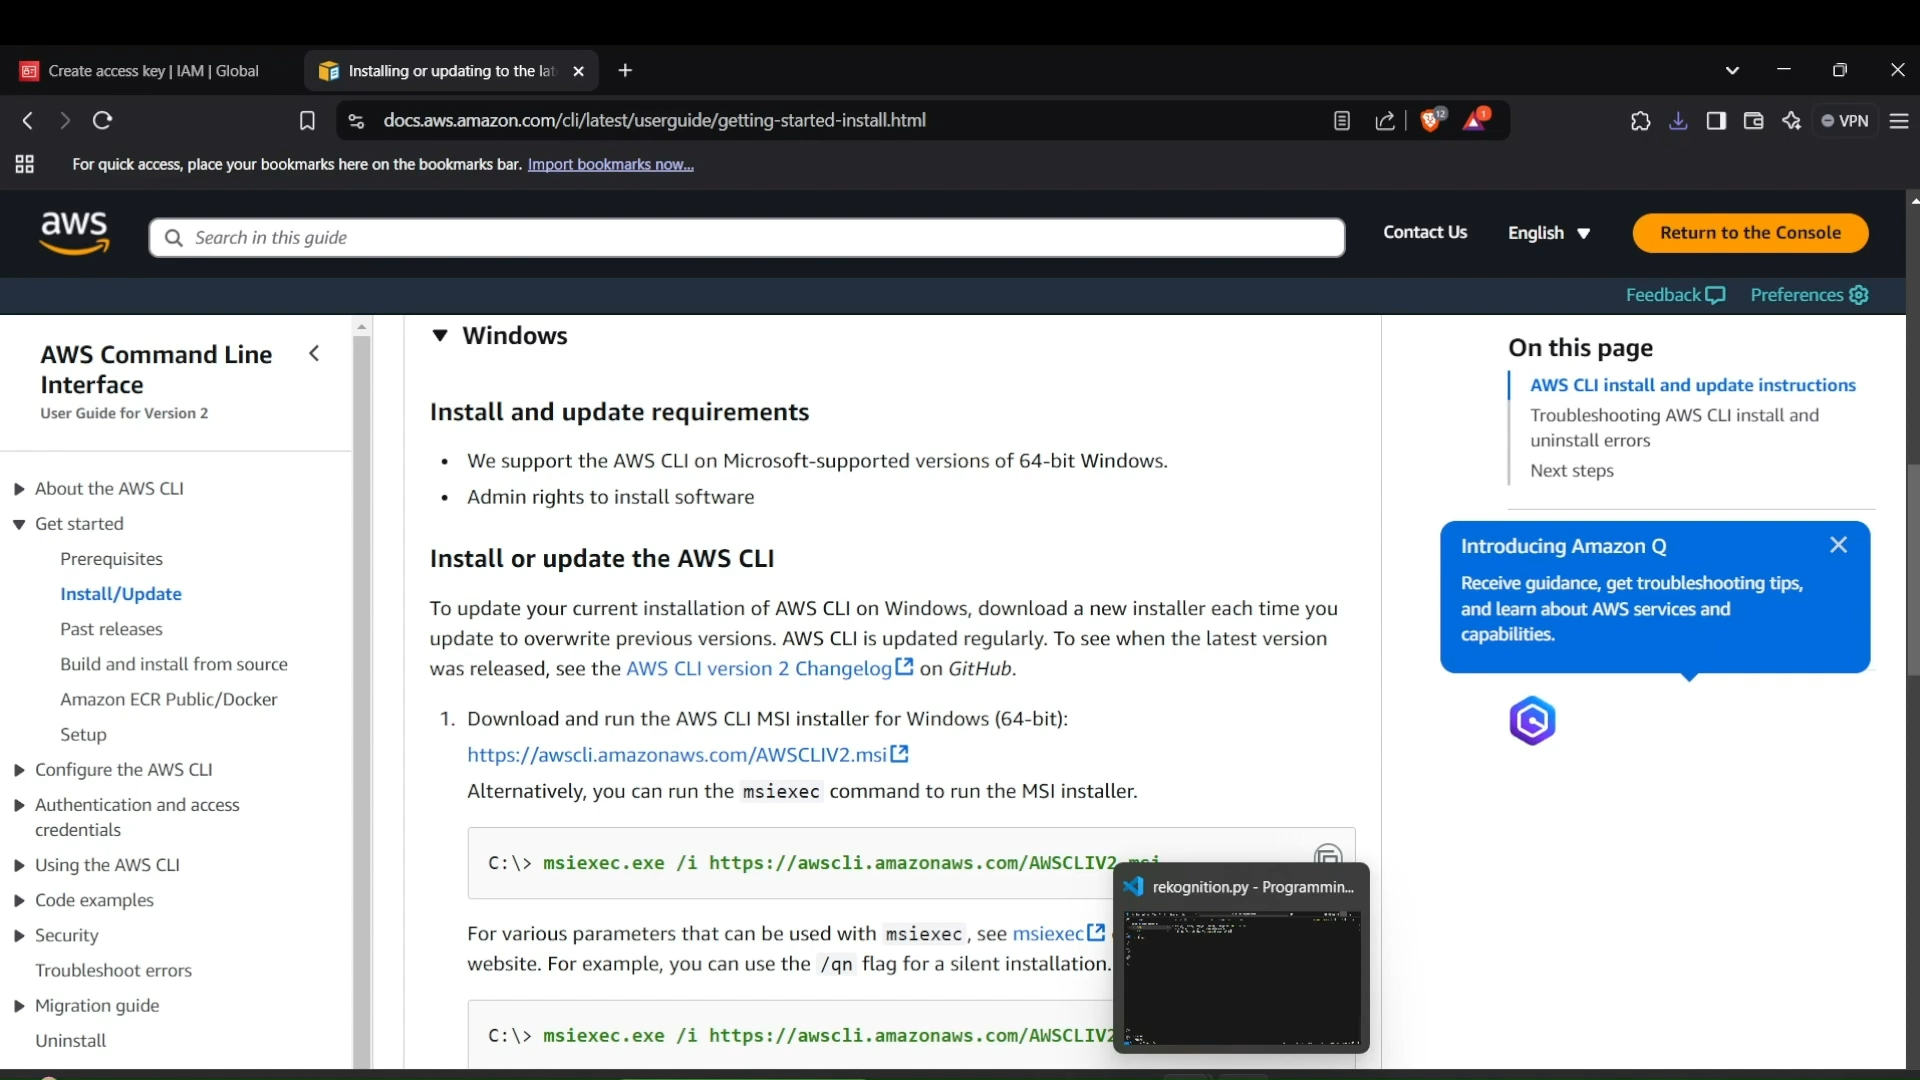 Create access key | IAM | Global
Installing or updating to the lat
docs.aws.amazon.com/cli/latest/userguide/getting-started-install.html
12
1
VPN
For quick access, place your bookmarks here on the bookmarks bar. Import bookmarks now...
aws
Search in this guide
Contact Us
English
Return to the Console
Feedback
Preferences
AWS Command Line
Interface
User Guide for Version 2
About the AWS CLI
Get started
Prerequisites
Install/Update
Past releases
Build and install from source
Amazon ECR Public/Docker
Setup
Configure the AWS CLI
Authentication and access
credentials
Using the AWS CLI
Code examples
Security
Troubleshoot errors
Migration guide
Uninstall
Windows
Install and update requirements
• We support the AWS CLI on Microsoft-supported versions of 64-bit Windows.
• Admin rights to install software
Install or update the AWS CLI
To update your current installation of AWS CLI on Windows, download a new installer each time you
update to overwrite previous versions. AWS CLI is updated regularly. To see when the latest version
was released, see the AWS CLI version 2 Changelog on GitHub.
1. Download and run the AWS CLI MSI installer for Windows (64-bit):
https://awscli.amazonaws.com/AWSCLIV2.msi
Alternatively, you can run the msiexec command to run the MSI installer.
C:\> msiexec.exe /i https://awscli.amazonaws.com/AWSCLIV2.msi
For various parameters that can be used with msiexec, see msiexec
website. For example, you can use the /qn flag for a silent installation.
C:\> msiexec.exe /i https://awscli.amazonaws.com/AWSCLIV2
rekognition.py - Programmin...
On this page
AWS CLI install and update instructions
Troubleshooting AWS CLI install and
uninstall errors
Next steps
Introducing Amazon Q
Receive guidance, get troubleshooting tips,
and learn about AWS services and
capabilities.